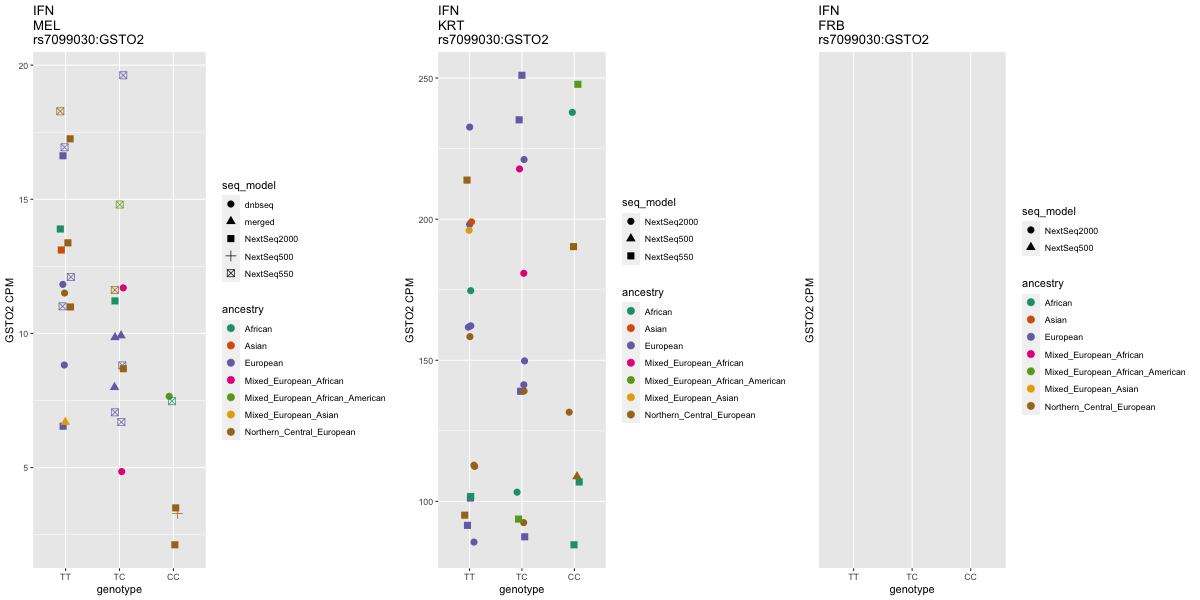 IFN
MEL
rs7099030:GSTO2
20
15
10
5
GSTO2 CPM
TT
TC
CC
genotype
seq_model
dnbseq
merged
NextSeq2000
NextSeq500
NextSeq550
ancestry
African
Asian
European
Mixed_European_African
Mixed_European_African_American
Mixed_European_Asian
Northern_Central_European
IFN
KRT
rs7099030:GSTO2
250
200
150
100
GSTO2 CPM
TT
TC
CC
genotype
seq_model
NextSeq2000
NextSeq500
NextSeq550
ancestry
African
Asian
European
Mixed_European_African
Mixed_European_African_American
Mixed_European_Asian
Northern_Central_European
IFN
FRB
rs7099030:GSTO2
GSTO2 CPM
TT
TC
CC
genotype
seq_model
NextSeq2000
NextSeq500
ancestry
African
Asian
European
Mixed_European_African
Mixed_European_African_American
Mixed_European_Asian
Northern_Central_European